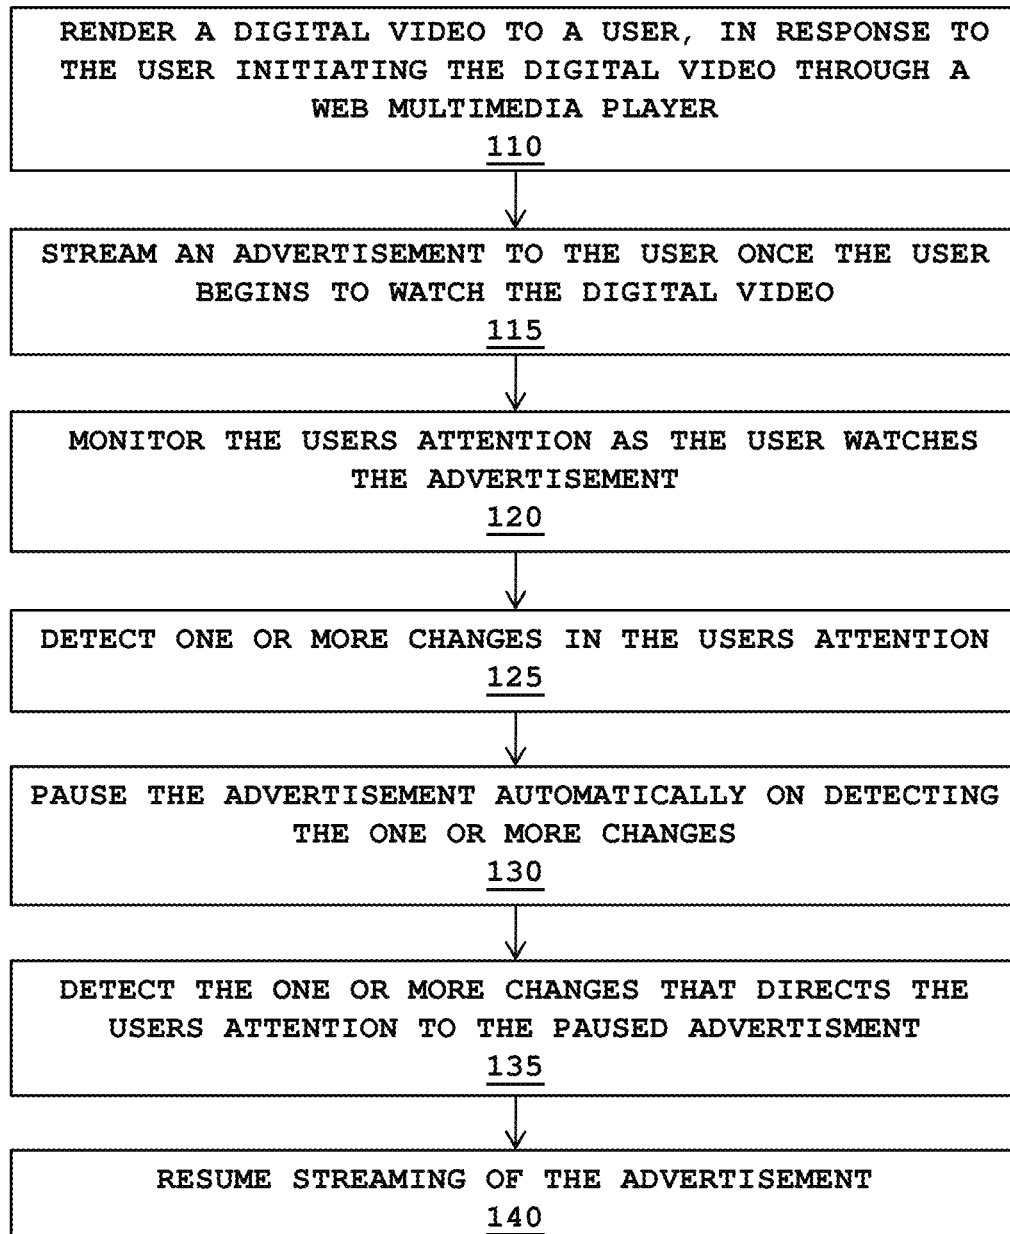 RENDER A DIGITAL VIDEO TO A USER, IN RESPONSE TO
THE USER INITIATING THE DIGITAL VIDEO THROUGH A
WEB MULTIMEDIA PLAYER
110
STREAM AN ADVERTISEMENT TO THE USER ONCE THE USER
BEGINS TO WATCH THE DIGITAL VIDEO
115
MONITOR THE USERS ATTENTION AS THE USER WATCHES
THE ADVERTISEMENT
120
DETECT ONE OR MORE CHANGES IN THE USERS ATTENTION
125
PAUSE THE ADVERTISEMENT AUTOMATICALLY ON DETECTING
THE ONE OR MORE CHANGES
130
DETECT THE ONE OR MORE CHANGES THAT DIRECTS THE
USERS ATTENTION TO THE PAUSED ADVERTISMENT
135
RESUME STREAMING OF THE ADVERTISEMENT
140